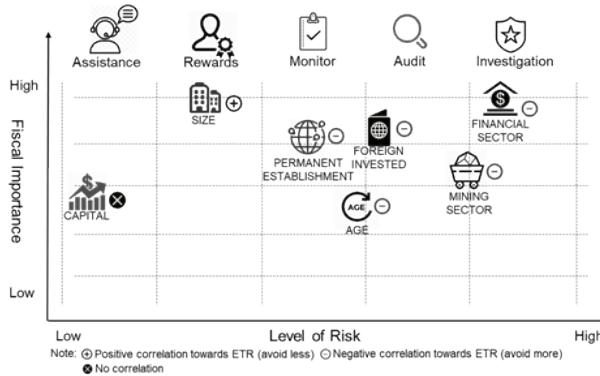 Assistance Rewards Monitor Audit Investigation
High
SIZE
FINANCIAL
SECTOR
PERMANENT
ESTABLISHMENT
FOREIGN
INVESTED
MINING
SECTOR
CAPITAL
AGE
AGE
Fiscal Importance
Low
Low Level of Risk High
Note: ⊕ Positive correlation towards ETR (avoid less) ⊖ Negative correlation towards ETR (avoid more)
⊗ No correlation